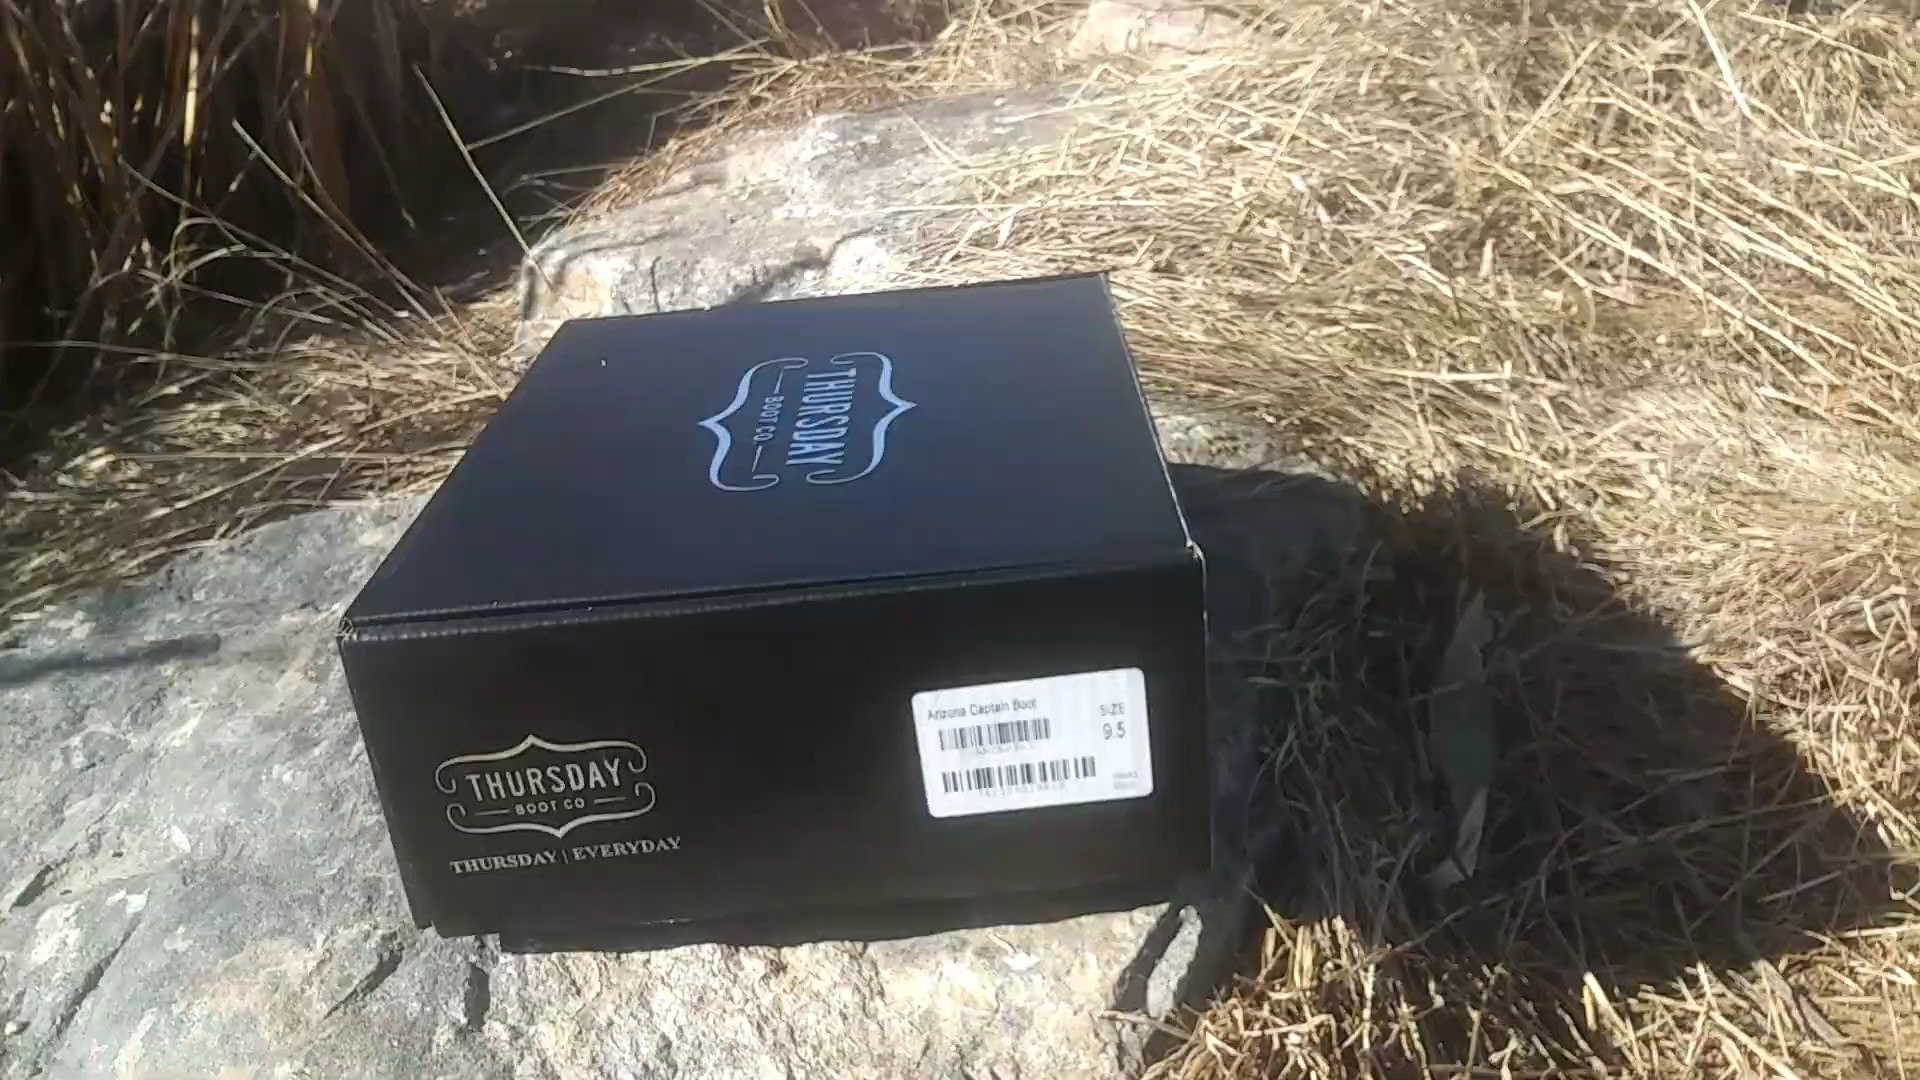 THURSDAY
BOOT CO.
Arizona Captain Boot
SIZE
9.5
THURSDAY
BOOT CO
THURSDAY | EVERYDAY